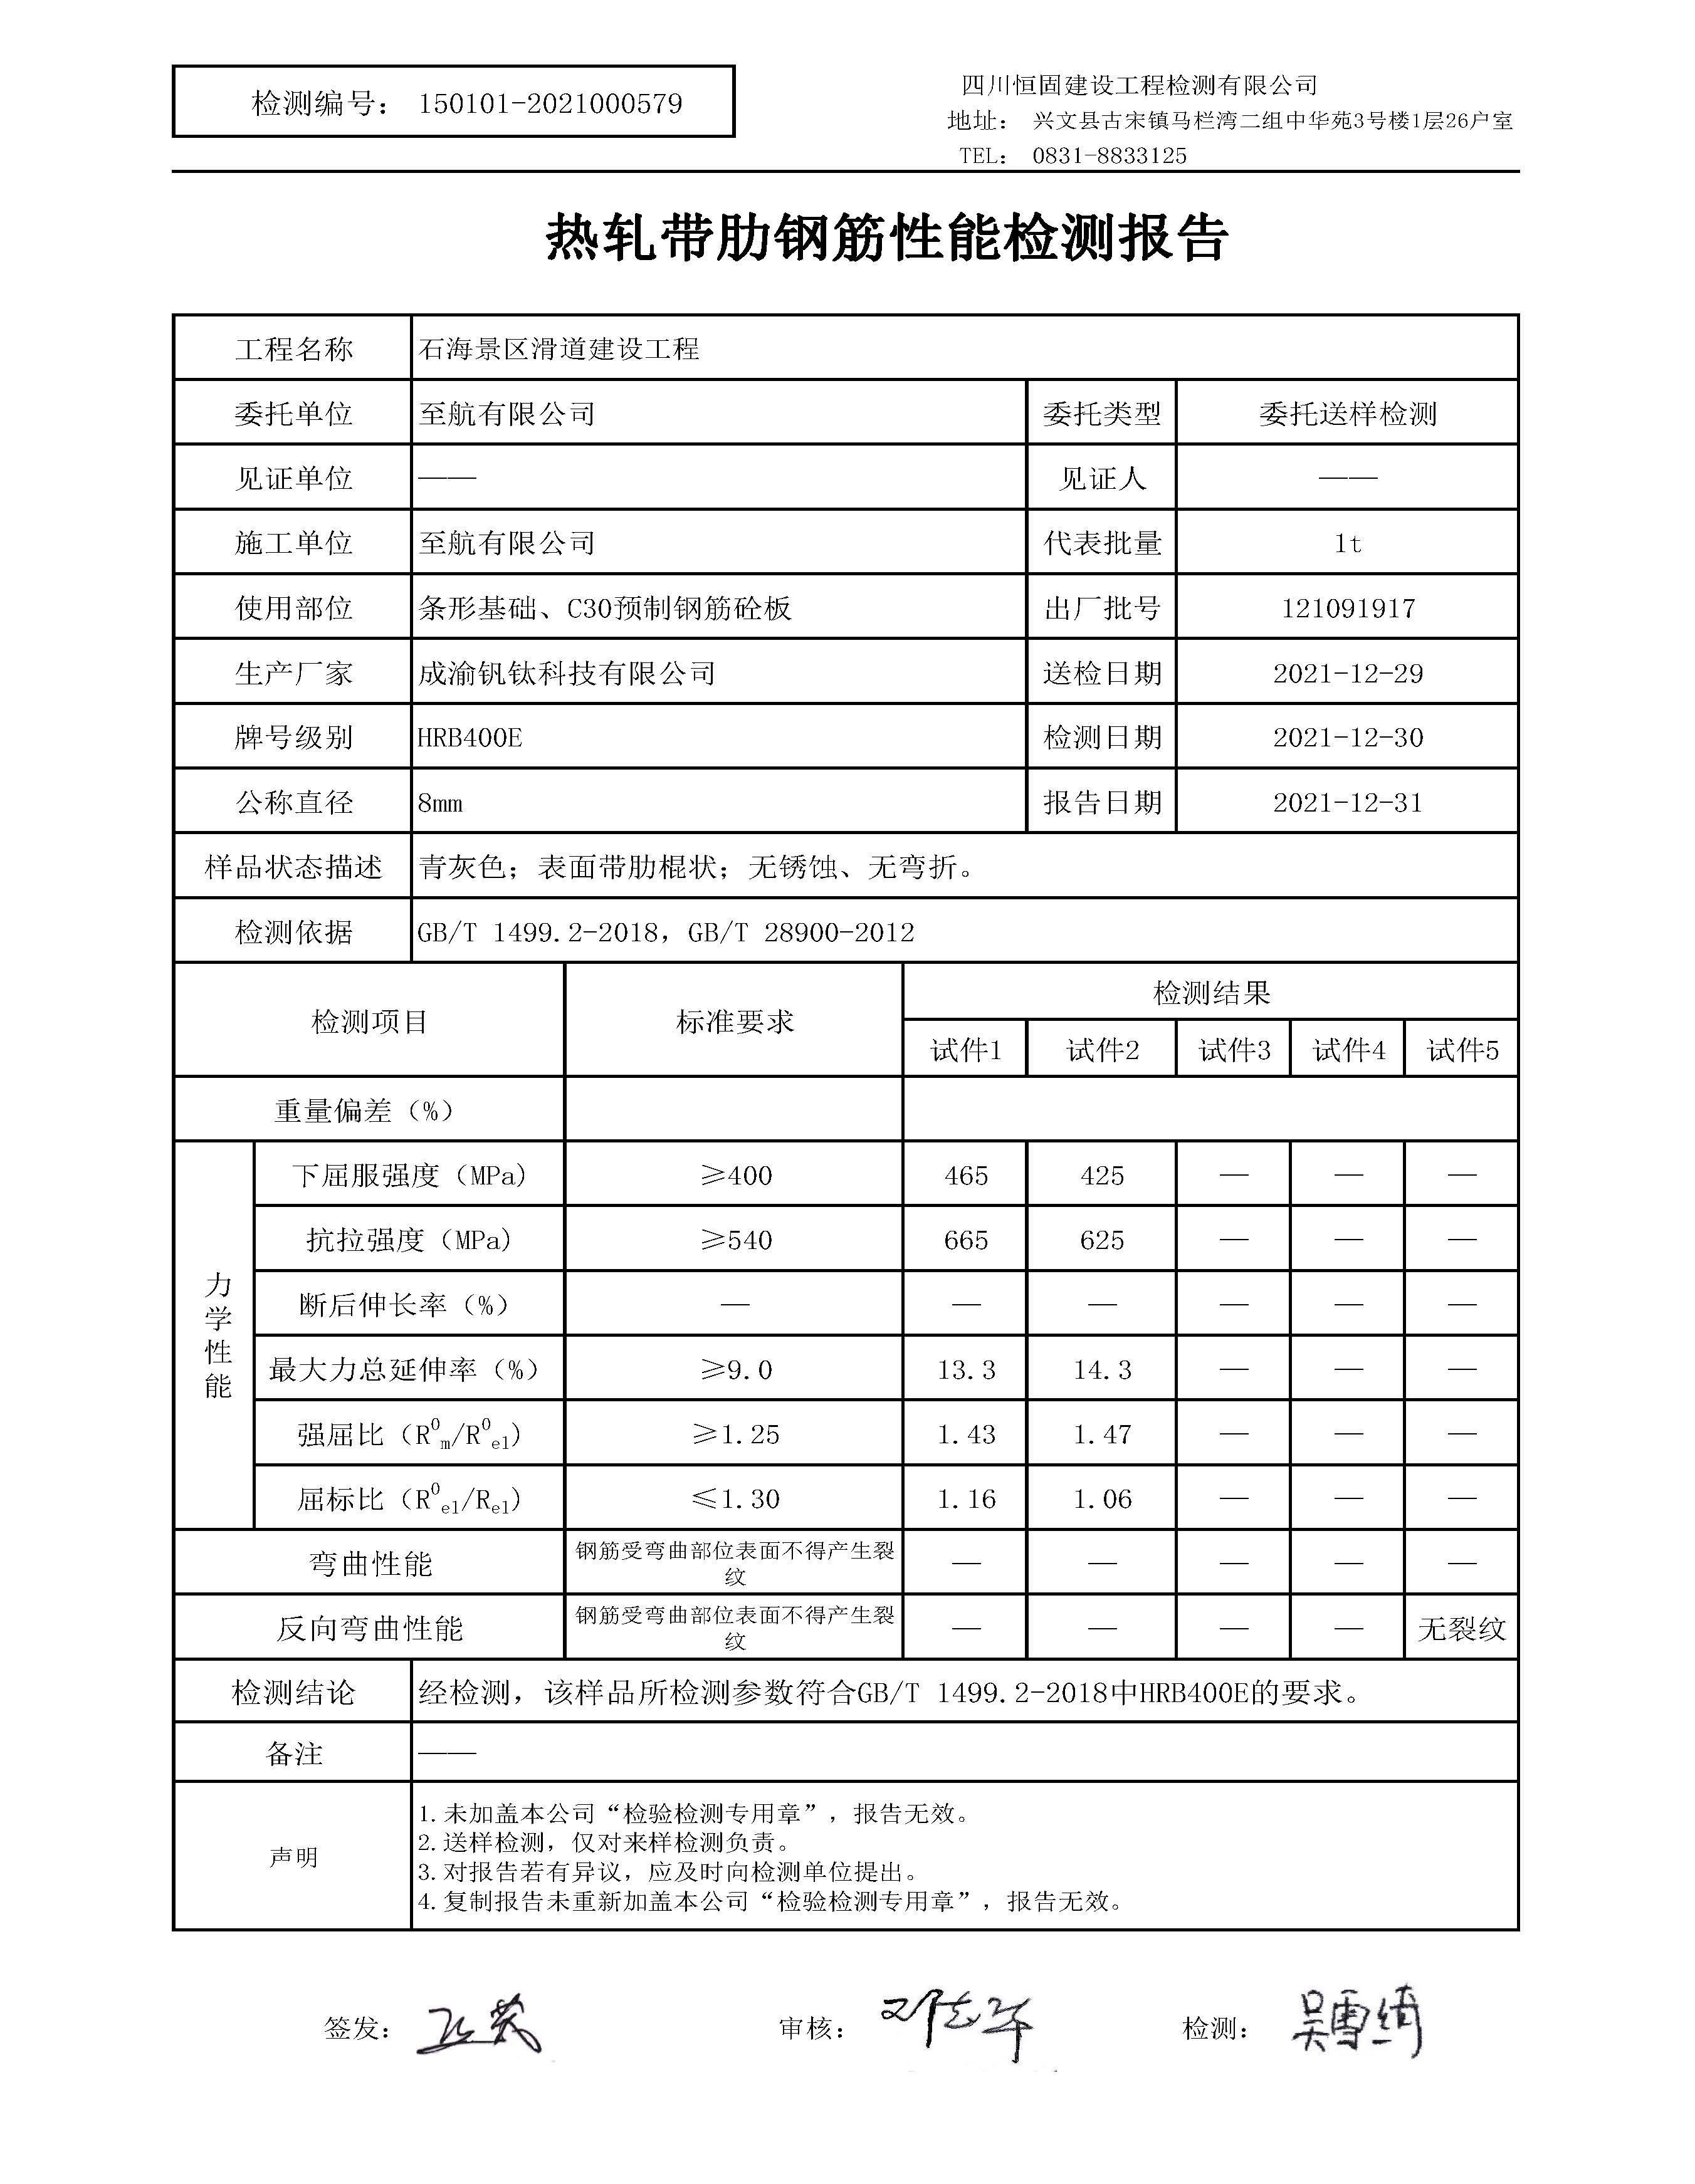 检测编号： 150101-2021000579
四川恒固建设工程检测有限公司
地址： 兴文县古宋镇马栏湾二组中华苑3号楼1层26户室
TEL： 0831-8833125
热轧带肋钢筋性能检测报告
工程名称 石海景区滑道建设工程
委托单位 至航有限公司 委托类型 委托送样检测
见证单位 —— 见证人 ——
施工单位 至航有限公司 代表批量 1t
使用部位 条形基础、C30预制钢筋砼板 出厂批号 121091917
生产厂家 成渝钒钛科技有限公司 送检日期 2021-12-29
牌号级别 HRB400E 检测日期 2021-12-30
公称直径 8mm 报告日期 2021-12-31
样品状态描述 青灰色；表面带肋棍状；无锈蚀、无弯折。
检测依据 GB/T 1499.2-2018，GB/T 28900-2012
检测项目 标准要求 检测结果
试件1 试件2 试件3 试件4 试件5
重量偏差（%）
力学性能
下屈服强度（MPa） ≥400 465 425 — — —
抗拉强度（MPa） ≥540 665 625 — — —
断后伸长率（%） — — — — — —
最大力总延伸率（%） ≥9.0 13.3 14.3 — — —
强屈比（R⁰m/R⁰el） ≥1.25 1.43 1.47 — — —
屈标比（R⁰el/Rel） ≤1.30 1.16 1.06 — — —
弯曲性能 钢筋受弯曲部位表面不得产生裂纹 — — — — —
反向弯曲性能 钢筋受弯曲部位表面不得产生裂纹 — — — — 无裂纹
检测结论 经检测，该样品所检测参数符合GB/T 1499.2-2018中HRB400E的要求。
备注 ——
声明
1.未加盖本公司“检验检测专用章”，报告无效。
2.送样检测，仅对来样检测负责。
3.对报告若有异议，应及时向检测单位提出。
4.复制报告未重新加盖本公司“检验检测专用章”，报告无效。
签发： 审核： 邓志华 检测： 吴雪绮